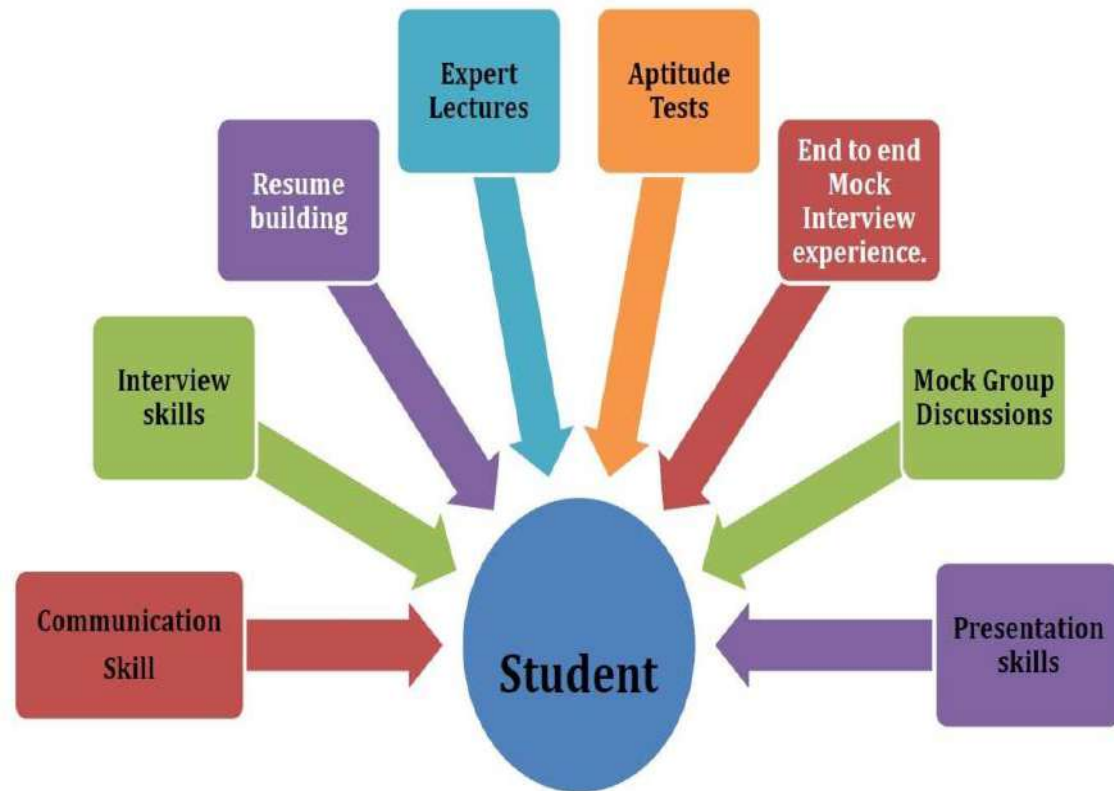 Expert
Lectures
Aptitude
Tests
Resume
building
End to end
Mock
Interview
experience.
Interview
skills
Mock Group
Discussions
Communication
Skill
Presentation
skills
Student